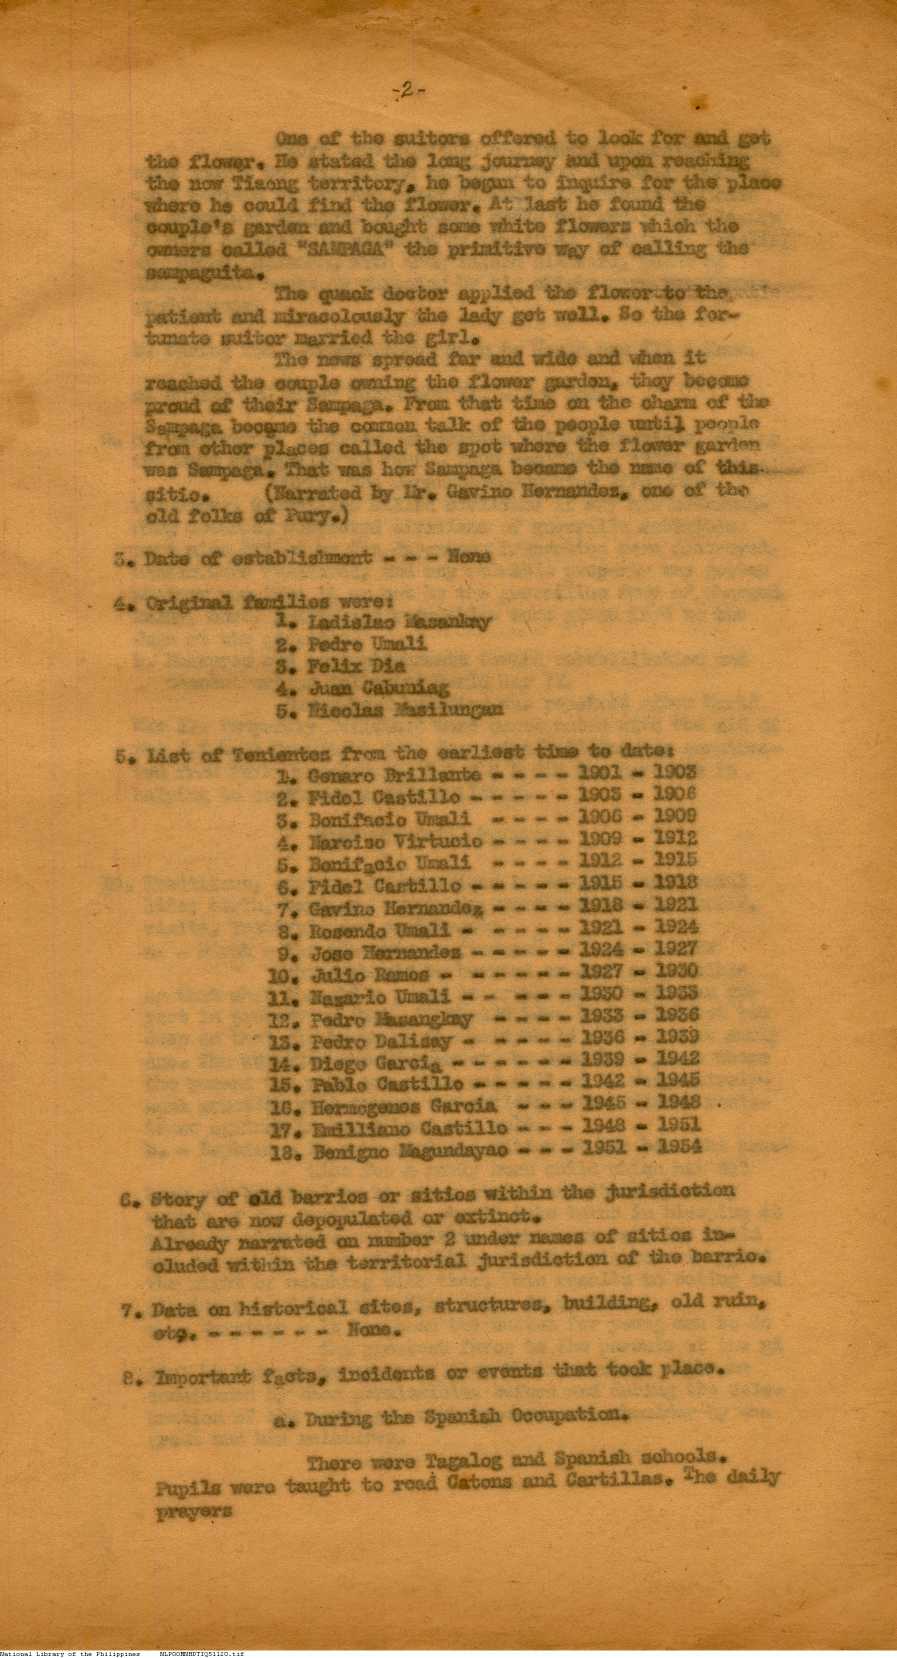 -2-
One of the suitors offered to look for and get
the flower. He stated the long journey and upon reaching
the now Tiaong territory, he begun to inquire for the place
where he could find the flower. At last he found the
couple's garden and bought some white flowers which the
owners called "SAMPAGA" the primitive way of calling the
sampaguita.
The quack doctor applied the flower to the
patient and miracolously the lady got well. So the for-
tunate suitor married the girl.
The news spread far and wide and when it
reached the couple owning the flower garden, they became
proud of their Sampaga. From that time on the charm of the
Sampaga became the common talk of the people until people
from other places called the spot where the flower garden
was Sampaga. That was how Sampaga became the name of this
sitio. (Narrated by Mr. Gavino Hernandez, one of the
old folks of Pury.)
3. Date of establishment - - - None
4. Original families were:
1. Ladislao Masankay
2. Pedro Umali
3. Felix Dia
4. Juan Cabuniag
5. Nicolas Masilungan
5. List of Tenientes from the earliest time to date:
1. Genaro Brillante - - - - 1901 - 1903
2. Fidel Castillo - - - - - 1903 - 1906
3. Bonifacio Umali - - - - 1906 - 1909
4. Narciso Virtucio - - - - 1909 - 1912
5. Bonifacio Umali - - - - 1912 - 1915
6. Fidel Castillo - - - - - 1915 - 1918
7. Gavino Hernandez - - - - 1918 - 1921
8. Rosendo Umali - - - - - 1921 - 1924
9. Jose Hernandez - - - - - 1924 - 1927
10. Julio Ramos - - - - - - 1927 - 1930
11. Nazario Umali - - - - - 1930 - 1933
12. Pedro Masangkay - - - - 1933 - 1936
13. Pedro Dalisay - - - - - 1936 - 1939
14. Diego Garcia - - - - - - 1939 - 1942
15. Pablo Castillo - - - - - 1942 - 1945
16. Hermogenes Garcia - - - 1945 - 1948
17. Emilliano Castillo - - - 1948 - 1951
18. Benigno Magundayao - - - 1951 - 1954
6. Story of old barrios or sitios within the jurisdiction
that are now depopulated or extinct.
Already narrated on number 2 under names of sitios in-
cluded within the territorial jurisdiction of the barrio.
7. Data on historical sites, structures, building, old ruin,
etc. - - - - - - None.
8. Important facts, incidents or events that took place.
a. During the Spanish Occupation.
There were Tagalog and Spanish schools.
Pupils were taught to read Catons and Cartillas. The daily
prayers
National Library of the Philippines NLPGOMNHDTIQ51120.tif